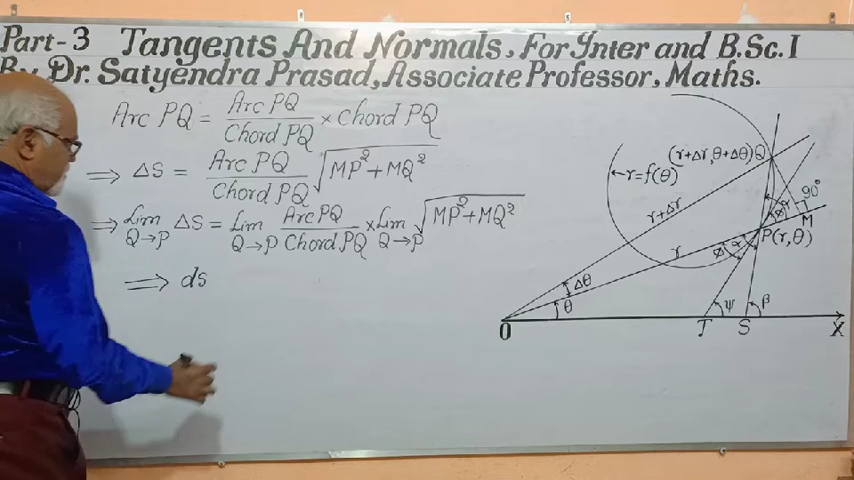 Part-3 Tangents And Normals, For Inter and B.Sc. I
By Dr. Satyendra Prasad, Associate Professor, Maths.
Arc PQ = Arc PQ / Chord PQ × Chord PQ
⇒ Δs = Arc PQ / Chord PQ √(MP² + MQ²)
⇒ Lim Q→P Δs = Lim Q→P Arc PQ / Chord PQ × Lim Q→P √(MP² + MQ²)
⇒ ds
(r+Δr, θ+Δθ) Q
r = f(θ)
r+Δr
90°
M
P(r,θ)
r
φ α
Δθ
θ
ψ
β
O
T
S
X